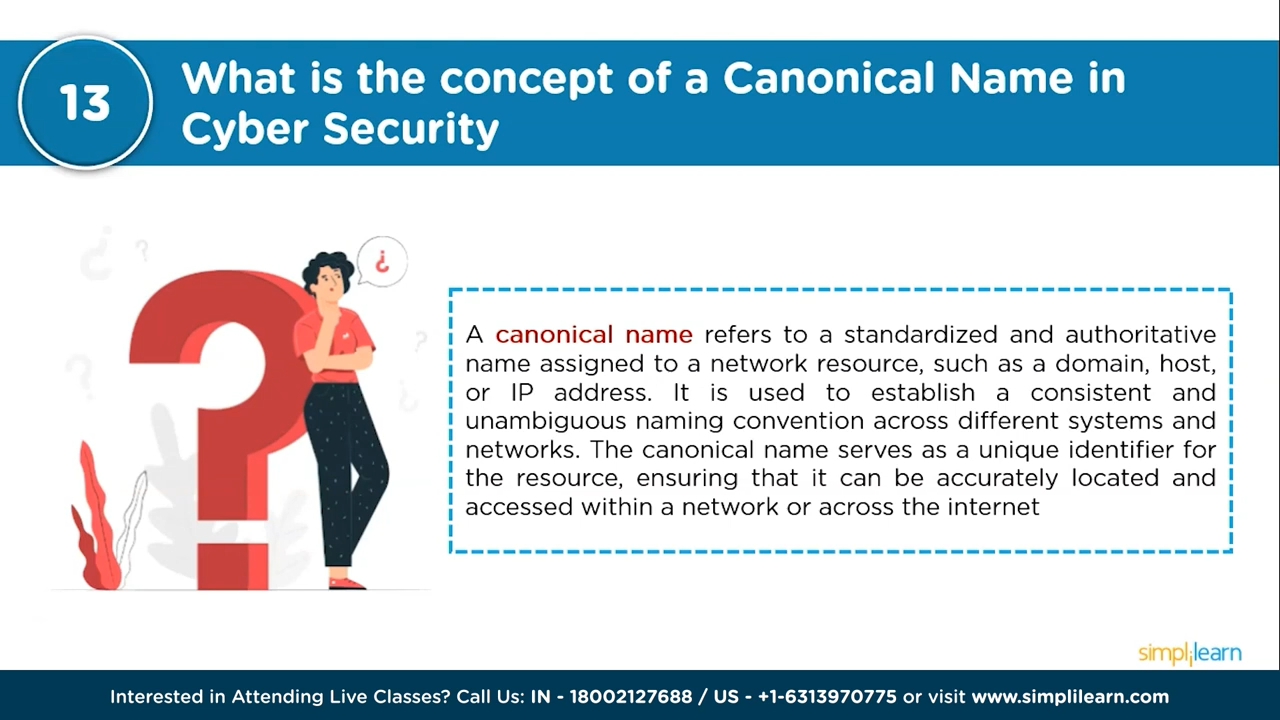 13
What is the concept of a Canonical Name in
Cyber Security
A canonical name refers to a standardized and authoritative
name assigned to a network resource, such as a domain, host,
or IP address. It is used to establish a consistent and
unambiguous naming convention across different systems and
networks. The canonical name serves as a unique identifier for
the resource, ensuring that it can be accurately located and
accessed within a network or across the internet
simplilearn
Interested in Attending Live Classes? Call Us: IN - 18002127688 / US - +1-6313970775 or visit www.simplilearn.com